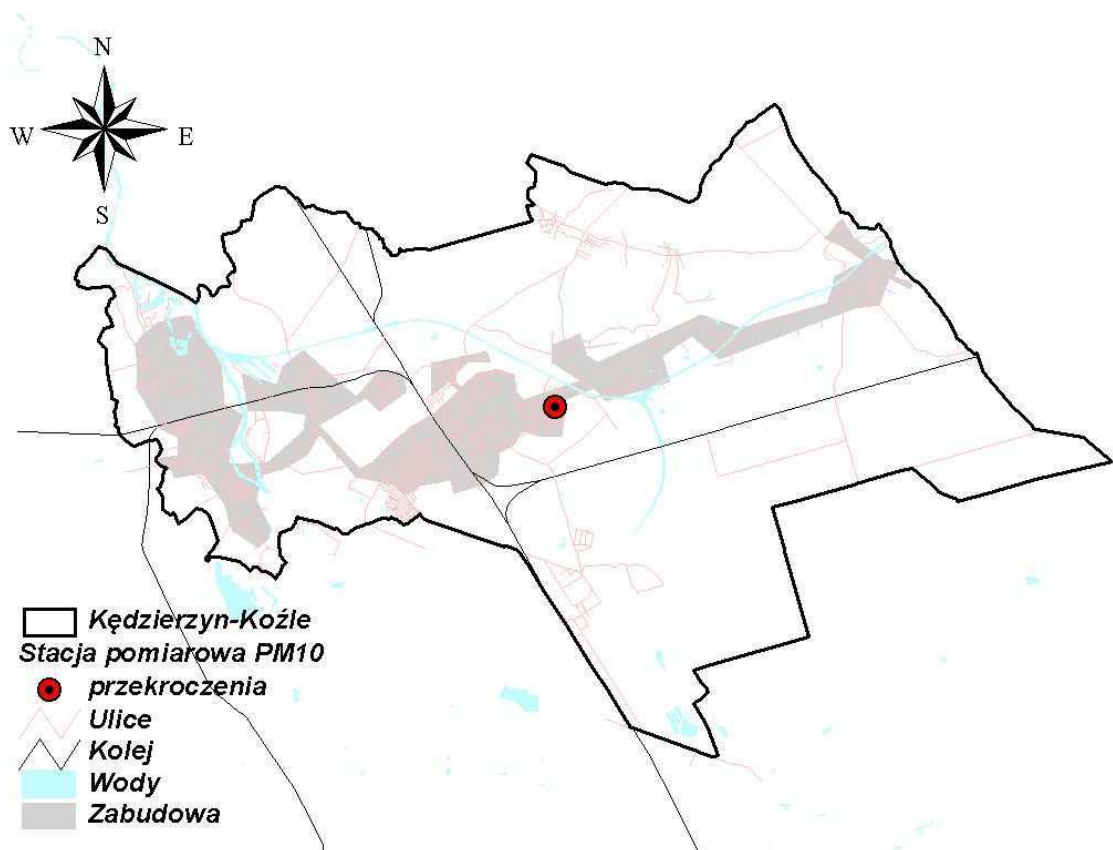 N
W E
S
Kędzierzyn-Koźle
Stacja pomiarowa PM10
przekroczenia
Ulice
Kolej
Wody
Zabudowa